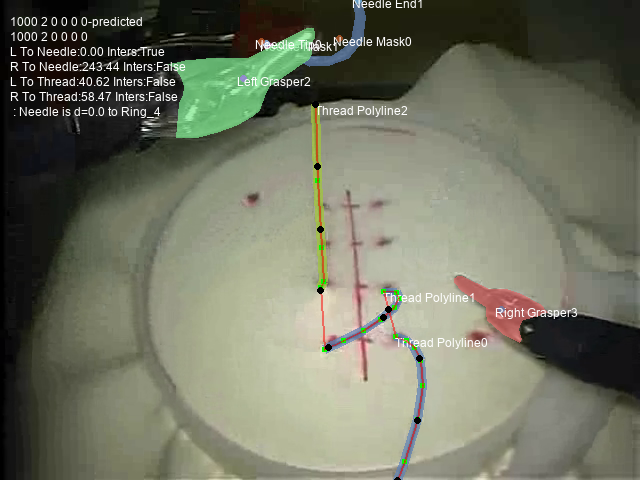 Needle End1
1000 2 0 0 0 0-predicted
1000 2 0 0 0 0
Needle Mask0
L To Needle:0.00 Inters:True
R To Needle:243.44 Inters:False
L To Thread:40.62 Inters:False
Left Grasper2
R To Thread:58.47 Inters:False
: Needle is d=0.0 to Ring_4
Thread Polyline2
Thread Polyline1
Right Grasper3
Thread Polyline0